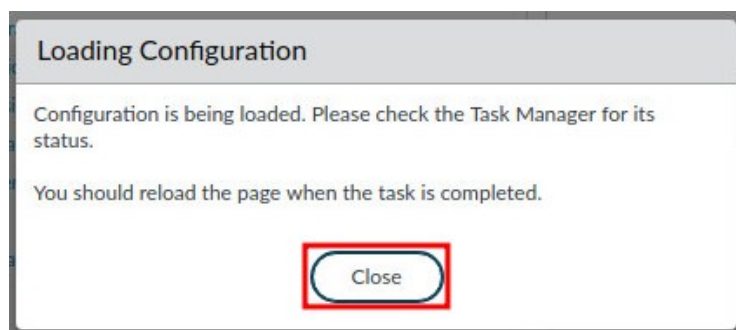 Loading Configuration
Configuration is being loaded. Please check the Task Manager for its
status.
You should reload the page when the task is completed.
Close